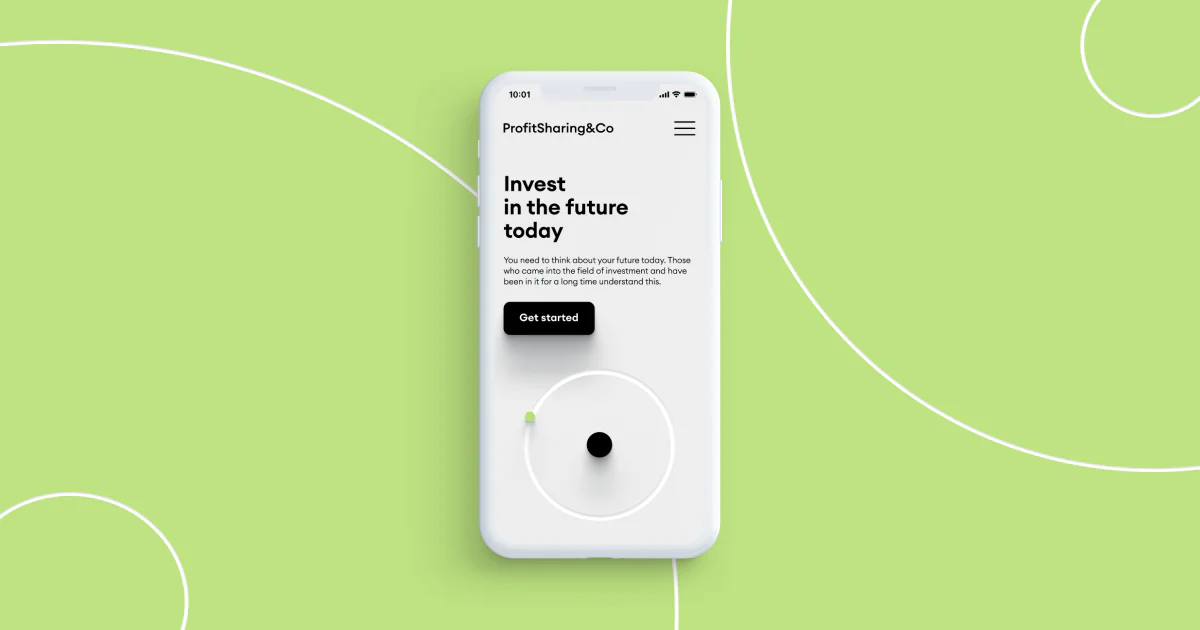 10:01
ProfitSharing&Co
Invest
in the future
today
You need to think about your future today. Those
who came into the field of investment and have
been in it for a long time understand this.
Get started